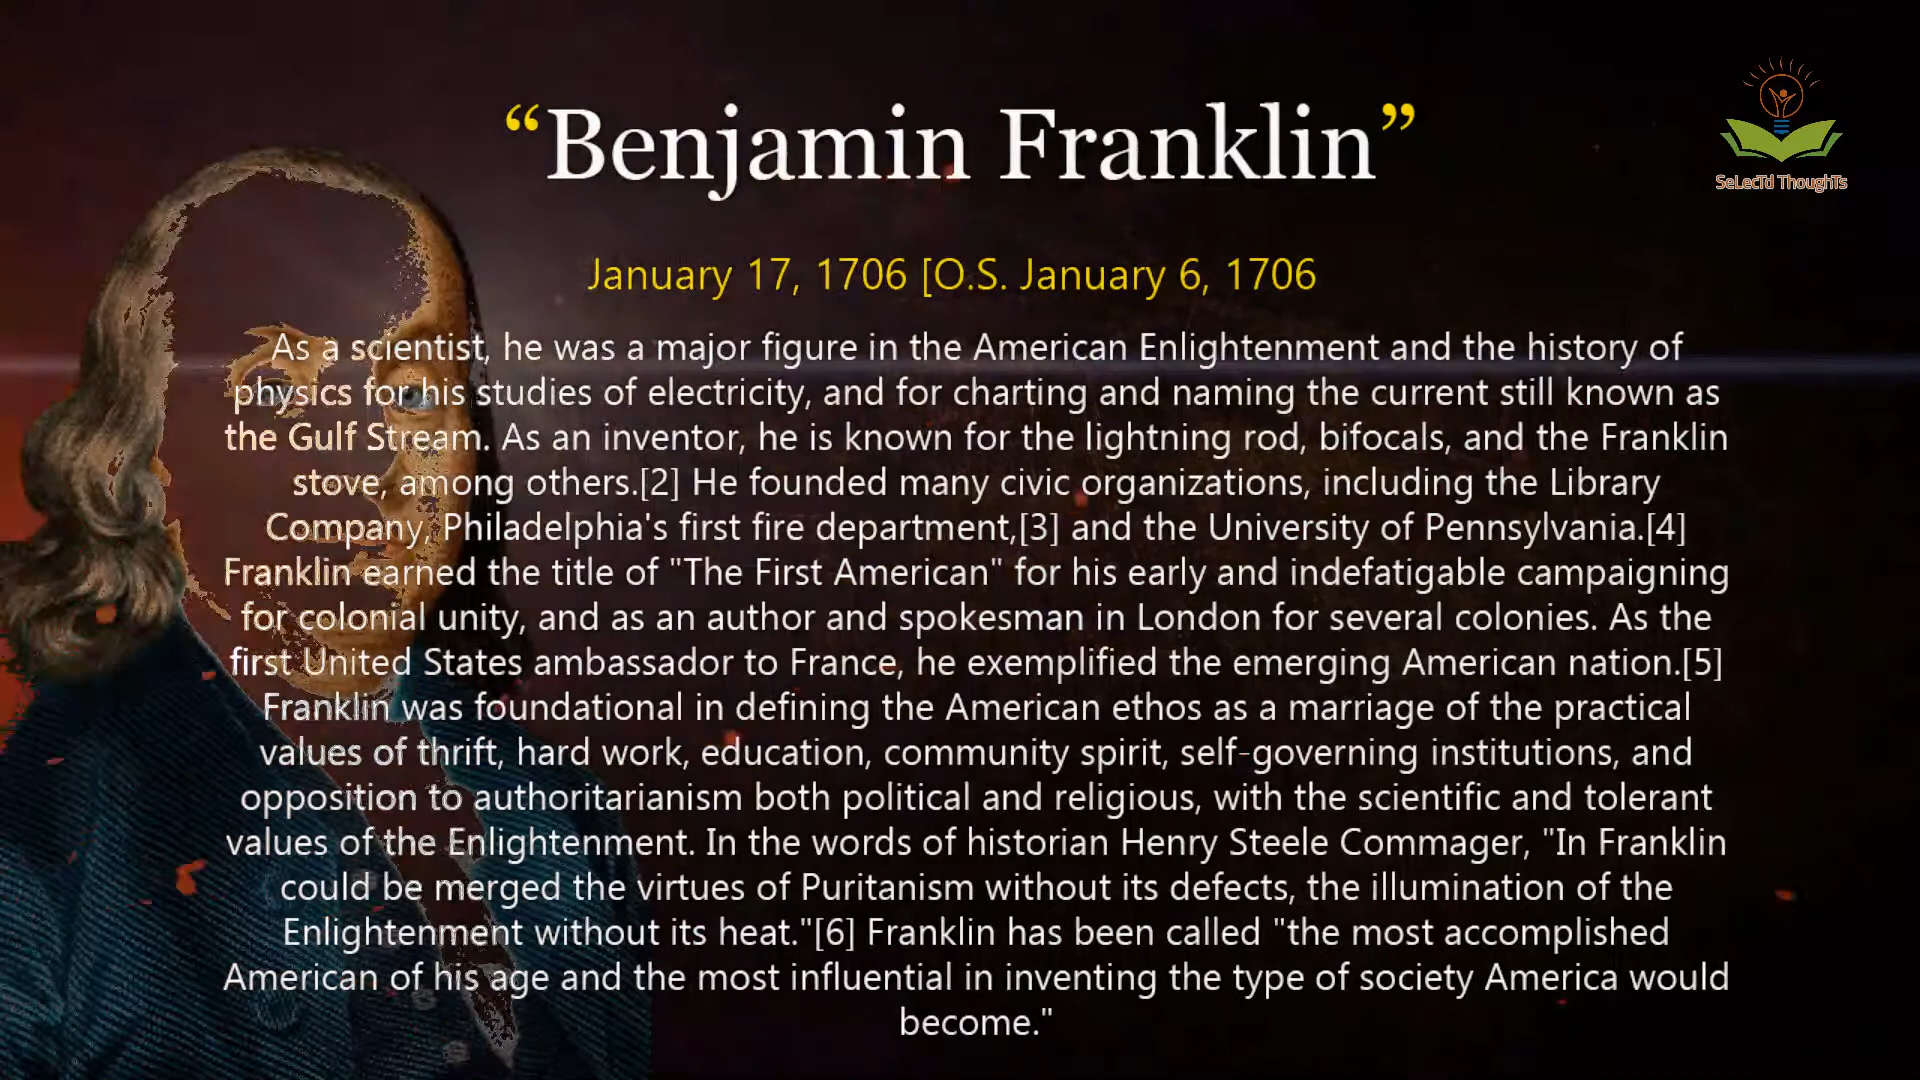 “Benjamin Franklin”
SeLecTd ThoughTs
January 17, 1706 [O.S. January 6, 1706
As a scientist, he was a major figure in the American Enlightenment and the history of
physics for his studies of electricity, and for charting and naming the current still known as
the Gulf Stream. As an inventor, he is known for the lightning rod, bifocals, and the Franklin
stove, among others.[2] He founded many civic organizations, including the Library
Company, Philadelphia's first fire department,[3] and the University of Pennsylvania.[4]
Franklin earned the title of "The First American" for his early and indefatigable campaigning
for colonial unity, and as an author and spokesman in London for several colonies. As the
first United States ambassador to France, he exemplified the emerging American nation.[5]
Franklin was foundational in defining the American ethos as a marriage of the practical
values of thrift, hard work, education, community spirit, self-governing institutions, and
opposition to authoritarianism both political and religious, with the scientific and tolerant
values of the Enlightenment. In the words of historian Henry Steele Commager, "In Franklin
could be merged the virtues of Puritanism without its defects, the illumination of the
Enlightenment without its heat."[6] Franklin has been called "the most accomplished
American of his age and the most influential in inventing the type of society America would
become."